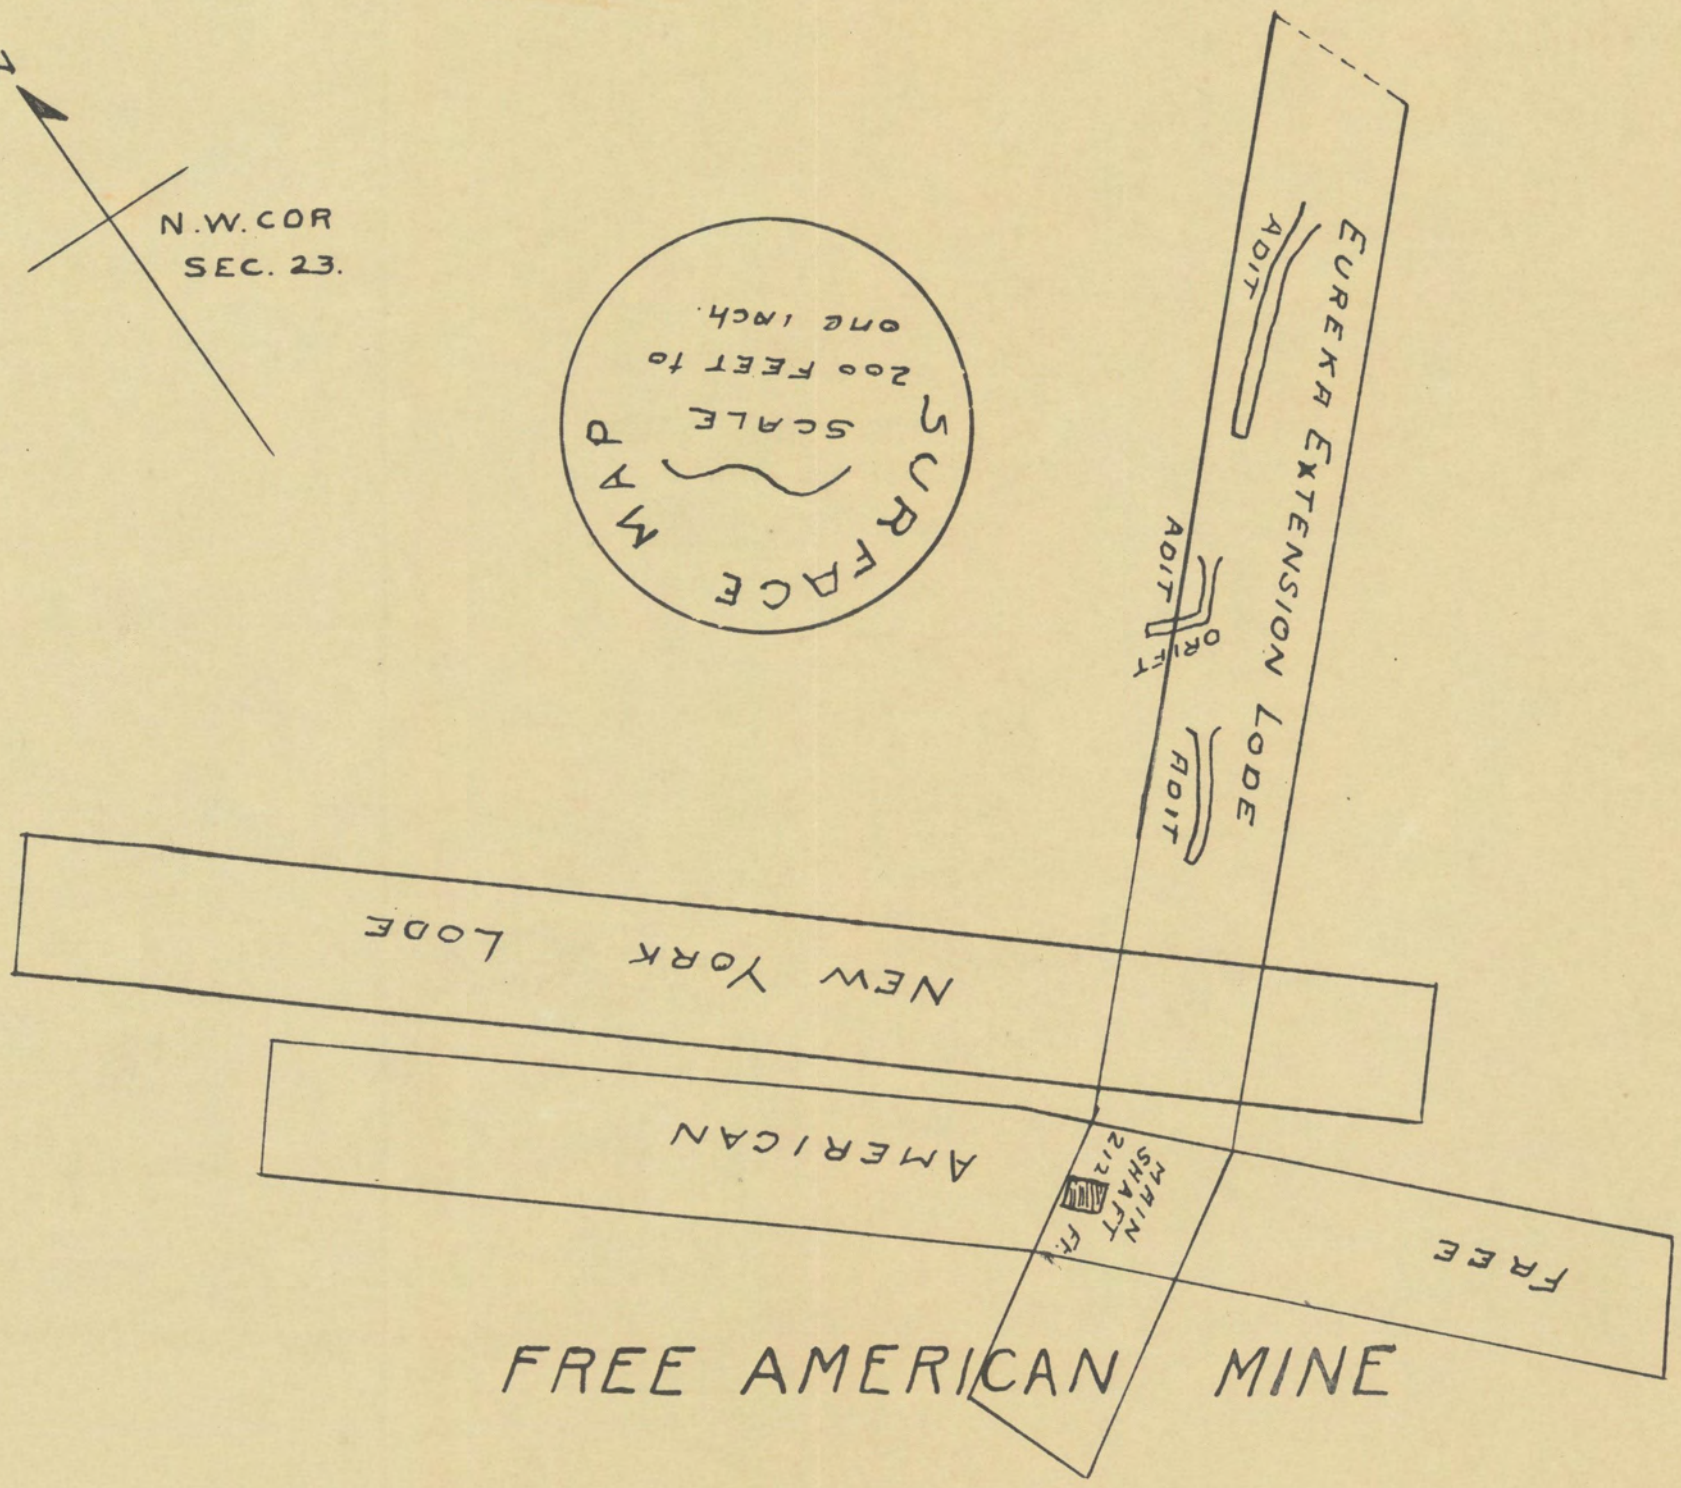 N.W. COR
SEC. 23.
SURFACE MAP
SCALE
200 FEET to
one inch.
ADIT
EUREKA EXTENSION LODE
ADIT
DRIFT
ADIT
NEW YORK LODE
FREE AMERICAN
MAIN
SHAFT
212 Ft.
FREE AMERICAN MINE